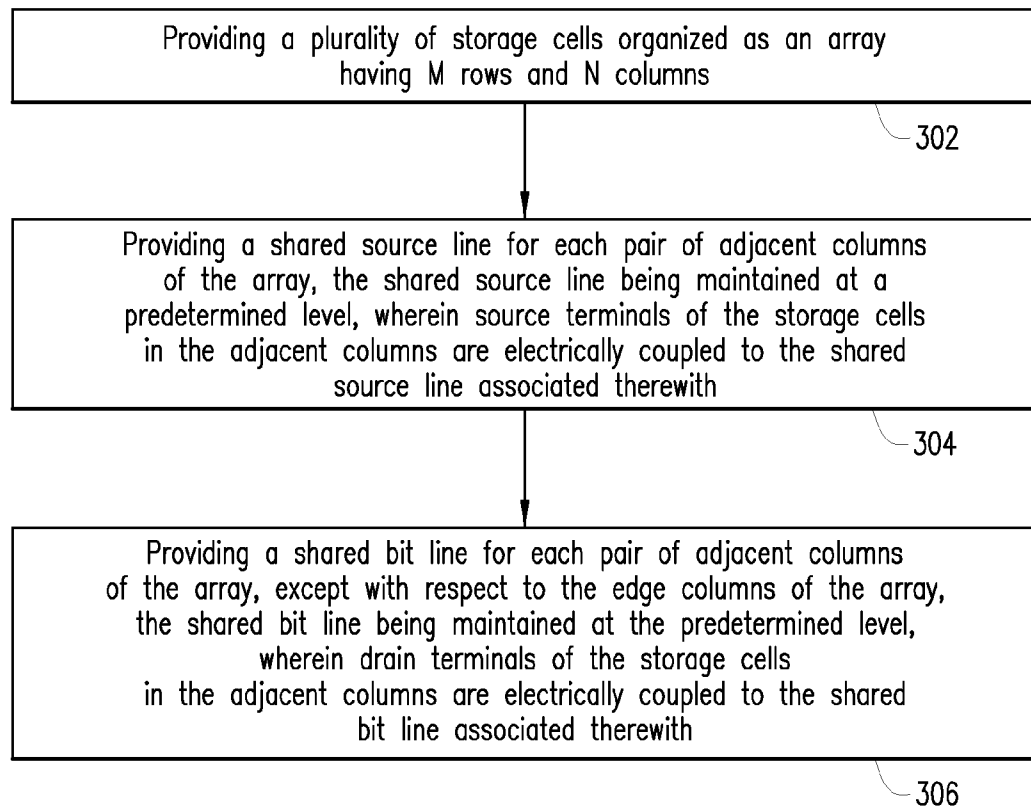 Providing a plurality of storage cells organized as an array
having M rows and N columns
302
Providing a shared source line for each pair of adjacent columns
of the array, the shared source line being maintained at a
predetermined level, wherein source terminals of the storage cells
in the adjacent columns are electrically coupled to the shared
source line associated therewith
304
Providing a shared bit line for each pair of adjacent columns
of the array, except with respect to the edge columns of the array,
the shared bit line being maintained at the predetermined level,
wherein drain terminals of the storage cells
in the adjacent columns are electrically coupled to the shared
bit line associated therewith
306